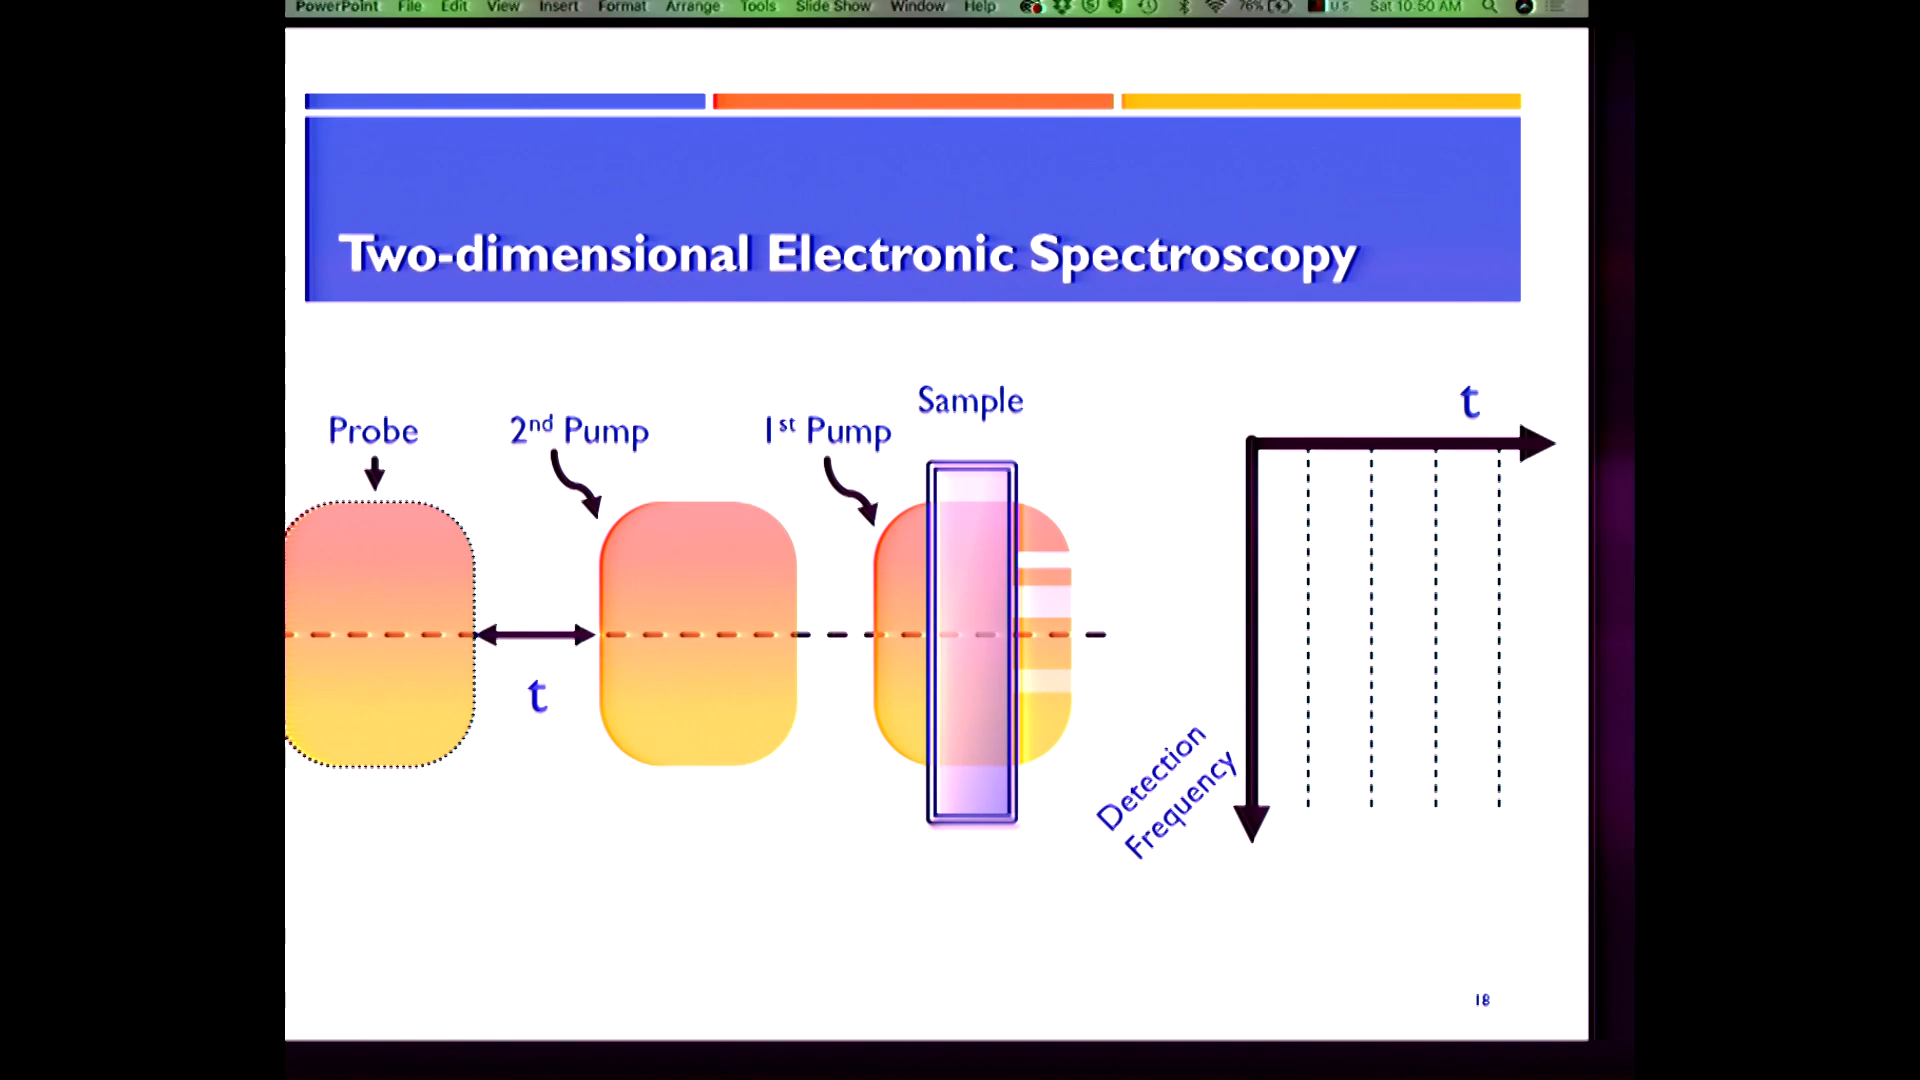 PowerPoint File Edit View Insert Format Arrange Tools Slide Show Window Help 76% U S Sat 10:50 AM
Two-dimensional Electronic Spectroscopy
Sample
t
Probe
2nd Pump
1st Pump
t
Detection
Frequency
18